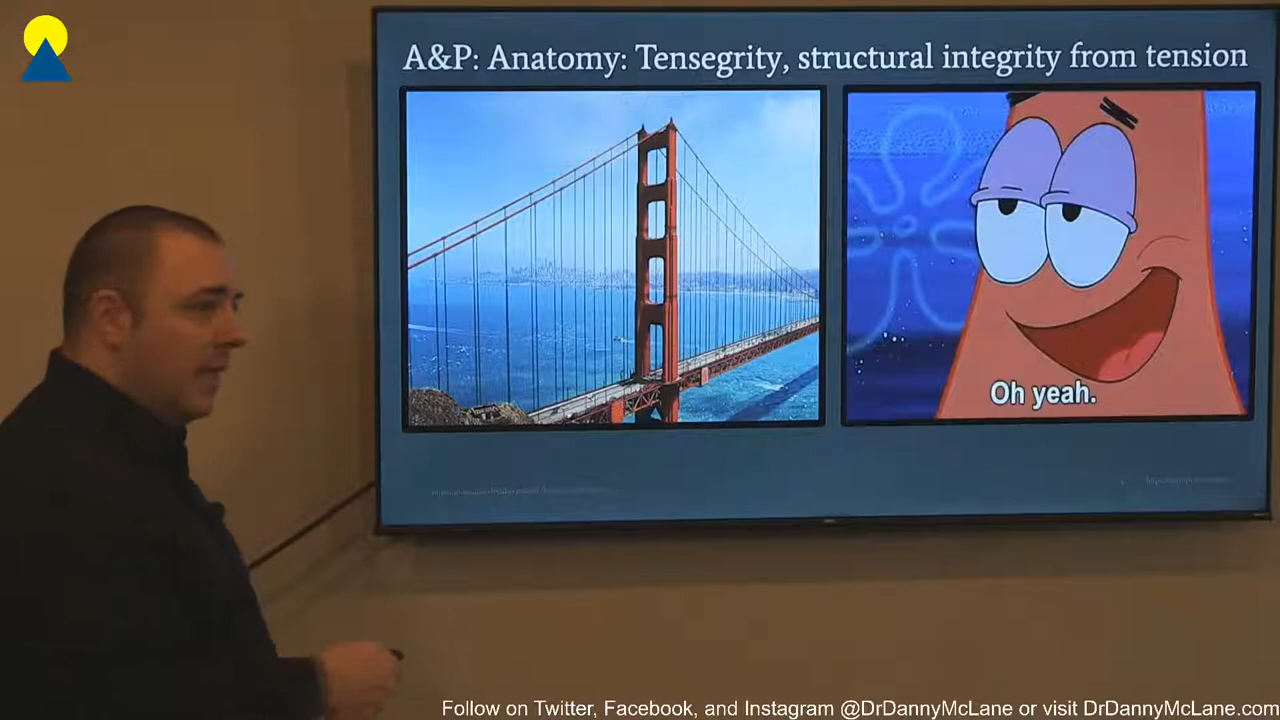 A&P: Anatomy: Tensegrity, structural integrity from tension
Oh yeah.
Follow on Twitter, Facebook, and Instagram @DrDannyMcLane or visit DrDannyMcLane.com